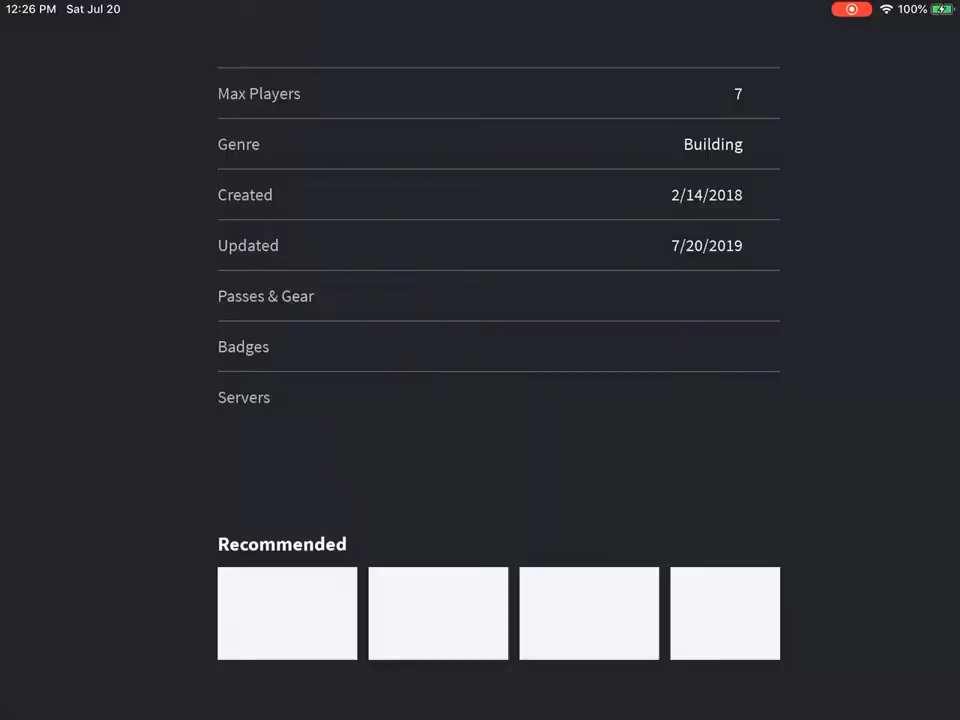 12:26 PM Sat Jul 20 100%
Max Players 7
Genre Building
Created 2/14/2018
Updated 7/20/2019
Passes & Gear
Badges
Servers
Recommended